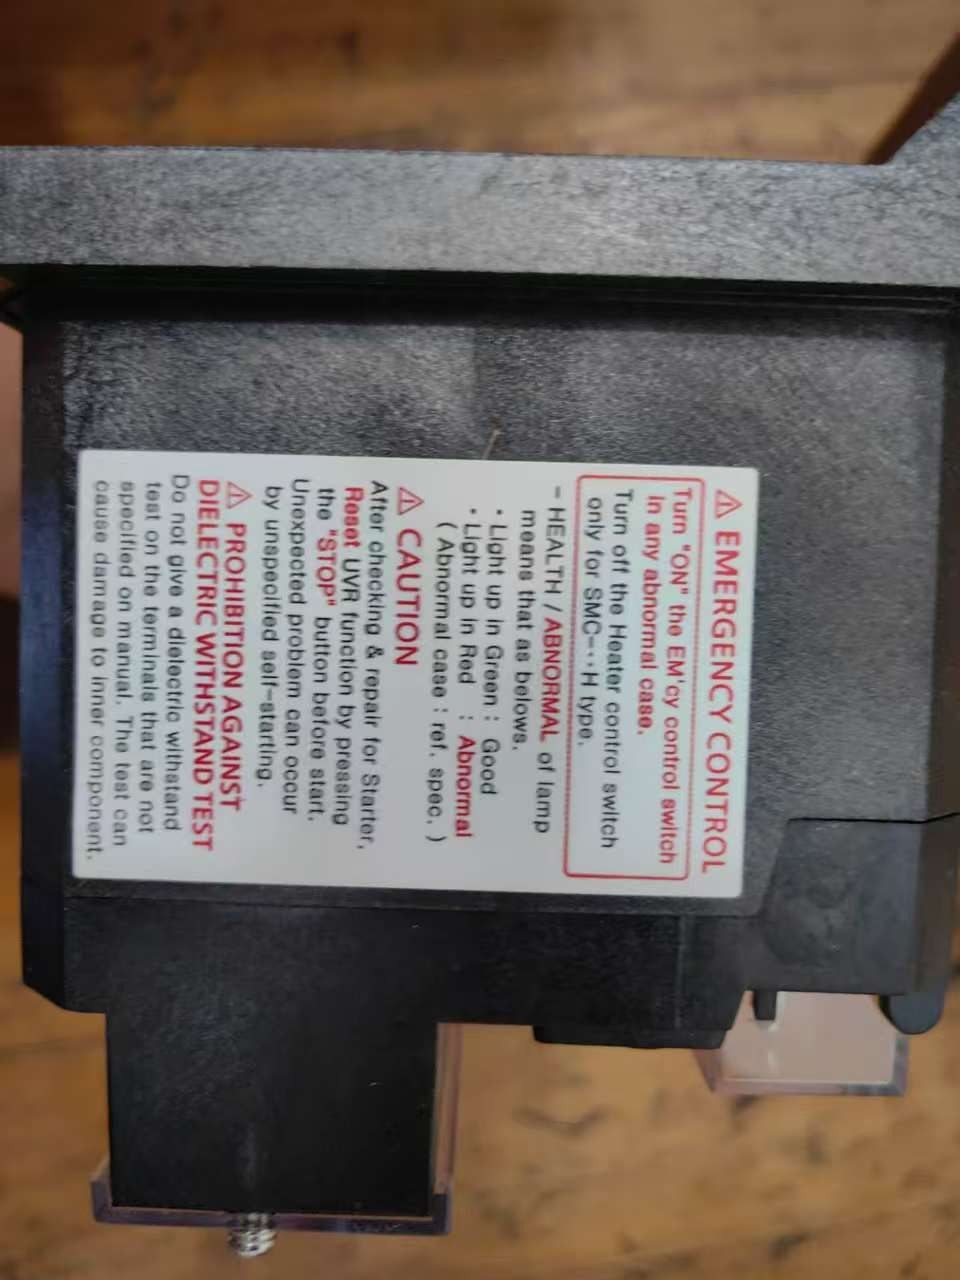 ⚠ EMERGENCY CONTROL
Turn "ON" the EM'cy control switch
in any abnormal case.
Turn off the Heater control switch
only for SMC-··H type.
- HEALTH / ABNORMAL of lamp
means that as belows.
· Light up in Green : Good
· Light up in Red : Abnormal
( Abnormal case : ref. spec. )
⚠ CAUTION
After checking & repair for Starter,
Reset UVR function by pressing
the "STOP" button before start.
Unexpected problem can occur
by unspecified self-starting.
⚠ PROHIBITION AGAINST
DIELECTRIC WITHSTAND TEST
Do not give a dielectric withstand
test on the terminals that are not
specified on manual. The test can
cause damage to inner component.